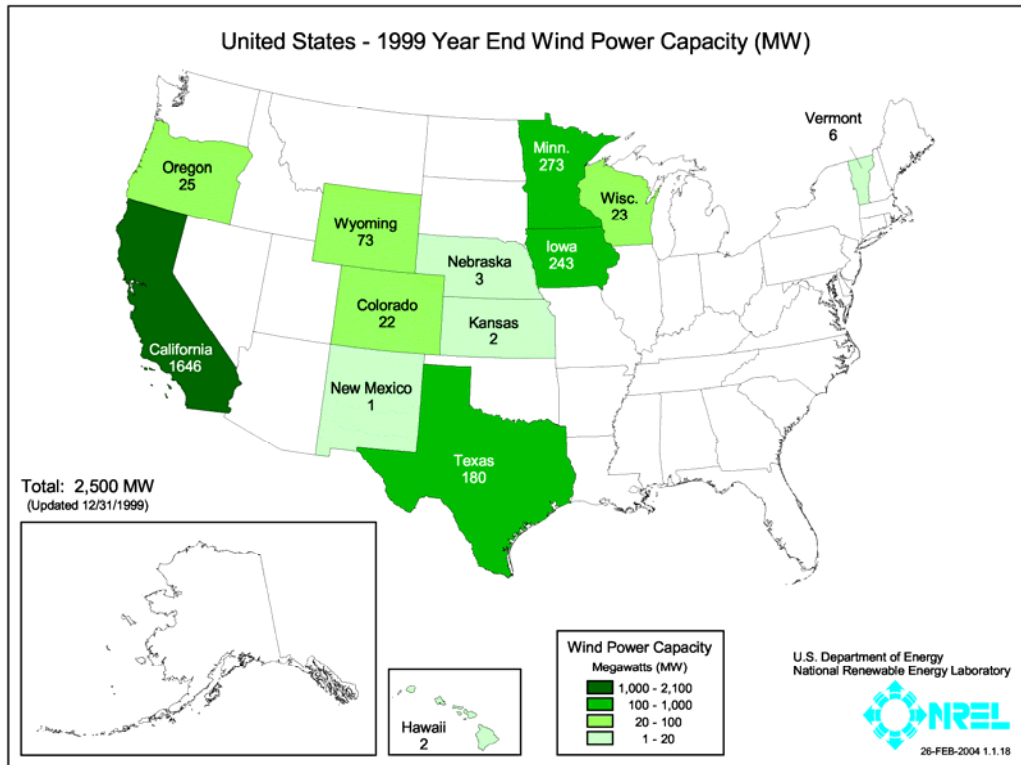 United States - 1999 Year End Wind Power Capacity (MW)
Vermont
6
Minn.
273
Oregon
25
Wisc.
23
Wyoming
73
Iowa
243
Nebraska
3
Colorado
22
Kansas
2
California
1646
New Mexico
1
Texas
180
Total: 2,500 MW
(Updated 12/31/1999)
Hawaii
2
Wind Power Capacity
Megawatts (MW)
1,000 - 2,100
100 - 1,000
20 - 100
1 - 20
U.S. Department of Energy
National Renewable Energy Laboratory
NREL
26-FEB-2004 1.1.18